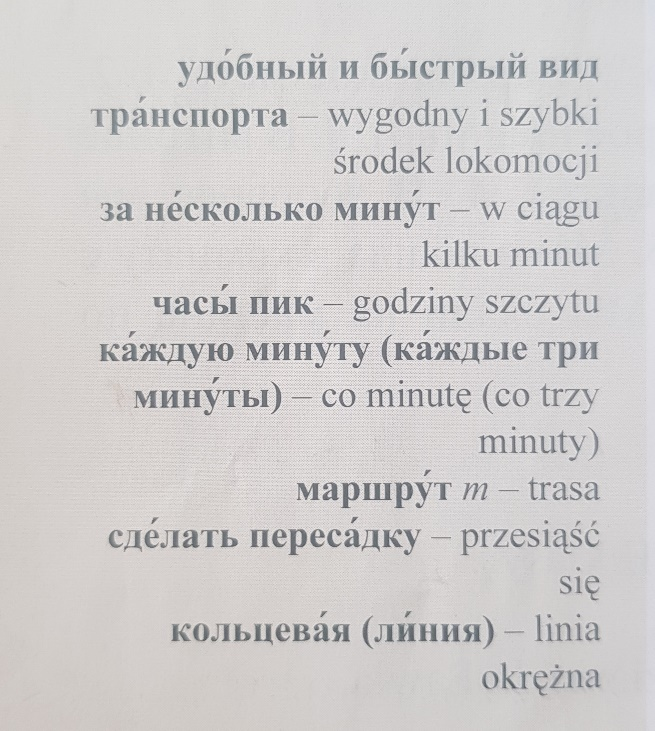 удо́бный и бы́стрый вид
тра́нспорта – wygodny i szybki
środek lokomocji
за не́сколько мину́т – w ciągu
kilku minut
часы́ пик – godziny szczytu
ка́ждую мину́ту (ка́ждые три
мину́ты) – co minutę (co trzy
minuty)
маршру́т m – trasa
сде́лать переса́дку – przesiąść
się
кольцева́я (ли́ния) – linia
okrężna